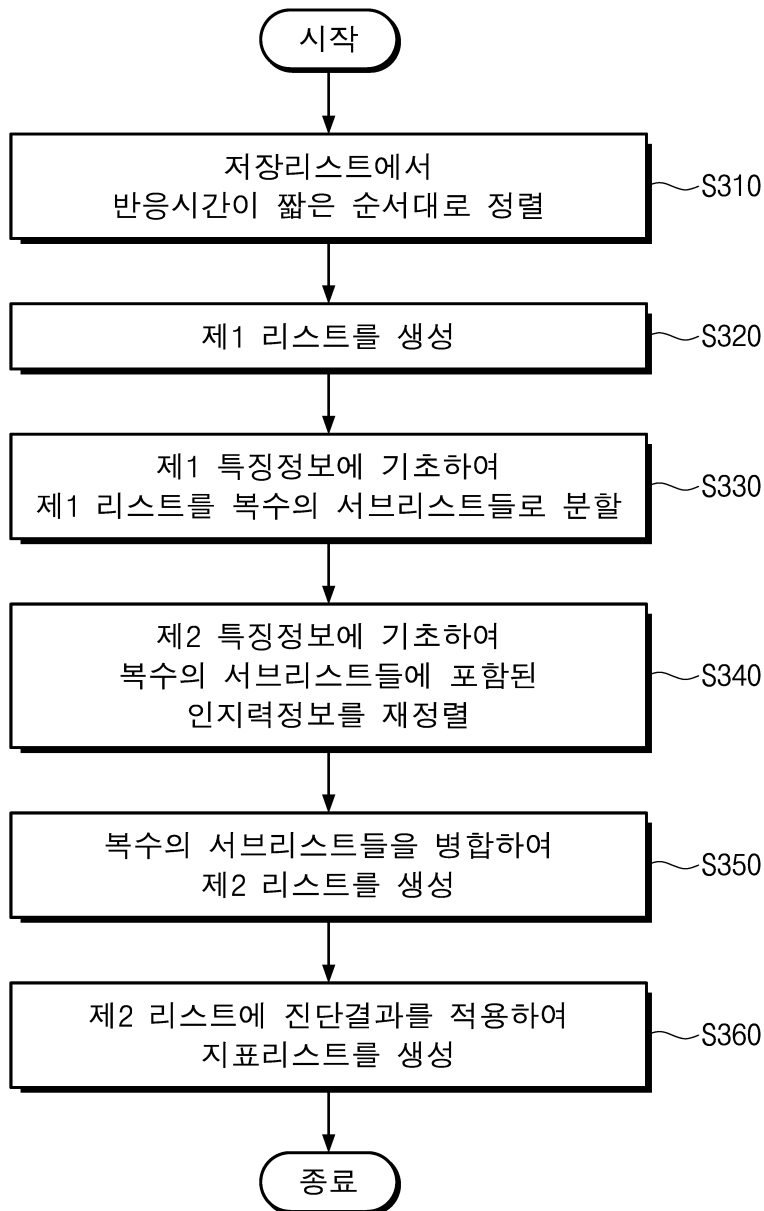 시작
저장리스트에서
반응시간이 짧은 순서대로 정렬
S310
제1 리스트를 생성
S320
제1 특징정보에 기초하여
제1 리스트를 복수의 서브리스트들로 분할
S330
제2 특징정보에 기초하여
복수의 서브리스트들에 포함된
인지력정보를 재정렬
S340
복수의 서브리스트들을 병합하여
제2 리스트를 생성
S350
제2 리스트에 진단결과를 적용하여
지표리스트를 생성
S360
종료